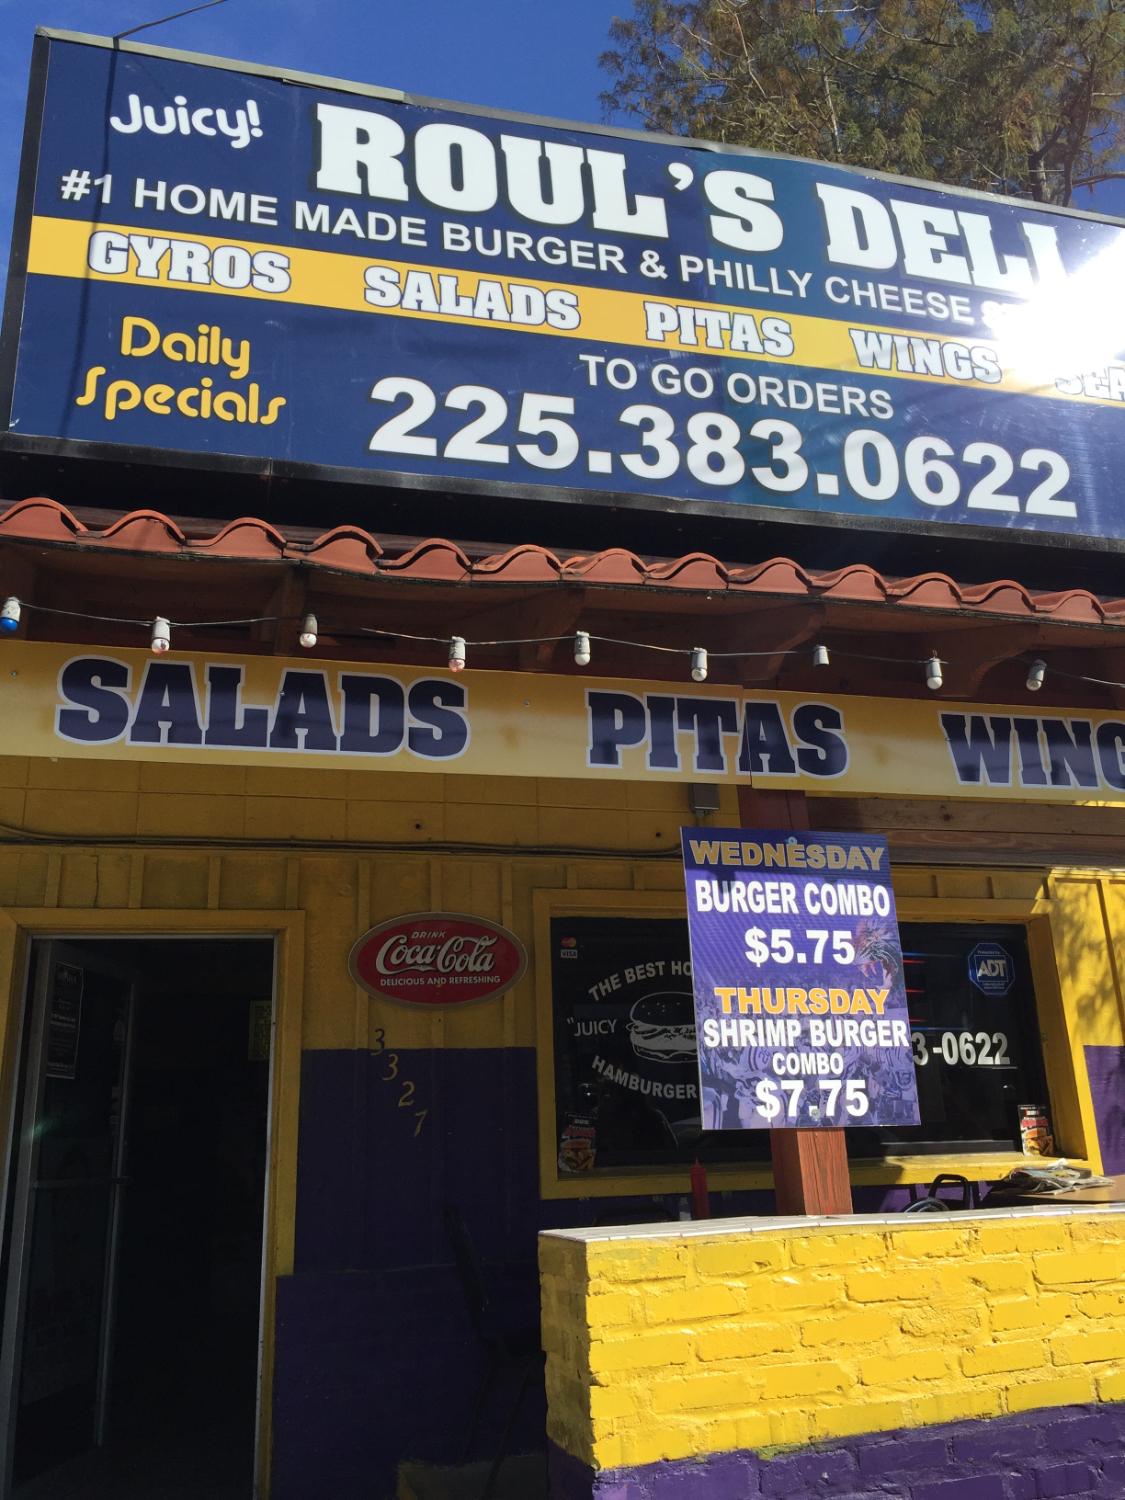 Juicy! ROUL'S DELI
#1 HOME MADE BURGER & PHILLY CHEESE
GYROS SALADS PITAS WINGS
Daily
Specials
TO GO ORDERS
225.383.0622
SALADS PITAS WING
WEDNESDAY
BURGER COMBO
$5.75
THURSDAY
SHRIMP BURGER
COMBO
$7.75
DRINK
Coca-Cola
DELICIOUS AND REFRESHING
3327
VISA
THE BEST HO
"JUICY
HAMBURGER
3-0622
ADT